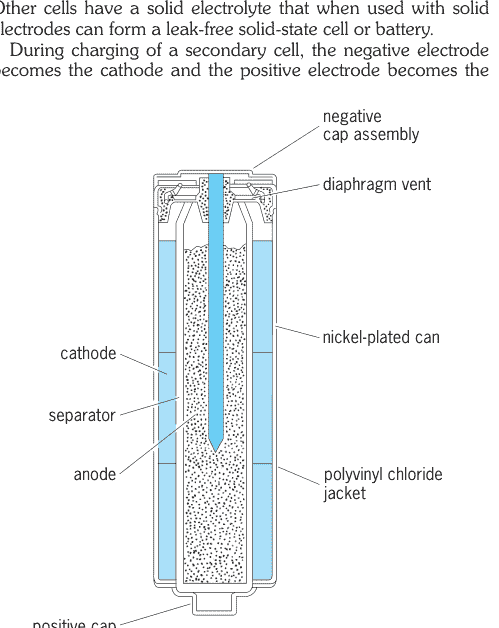 Other cells have a solid electrolyte that when used with solid
electrodes can form a leak-free solid-state cell or battery.
During charging of a secondary cell, the negative electrode
becomes the cathode and the positive electrode becomes the
negative
cap assembly
diaphragm vent
nickel-plated can
cathode
separator
anode
polyvinyl chloride
jacket
positive cap